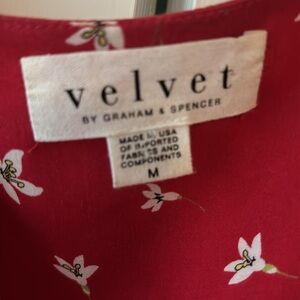 velvet
BY GRAHAM & SPENCER
MADE IN USA
OF IMPORTED
FABRICS AND
COMPONENTS
M